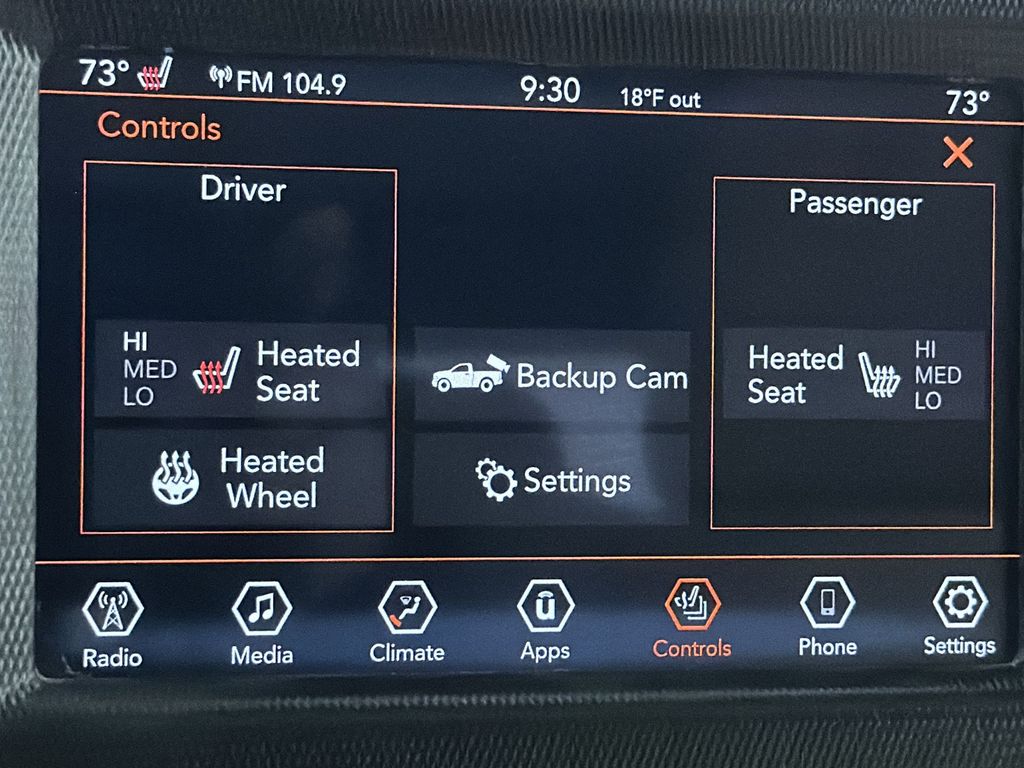 73° FM 104.9 9:30 18°F out 73°
Controls
Driver
Passenger
HI
MED
LO
Heated
Seat
Backup Cam
Heated
Seat
HI
MED
LO
Heated
Wheel
Settings
Radio Media Climate Apps Controls Phone Settings